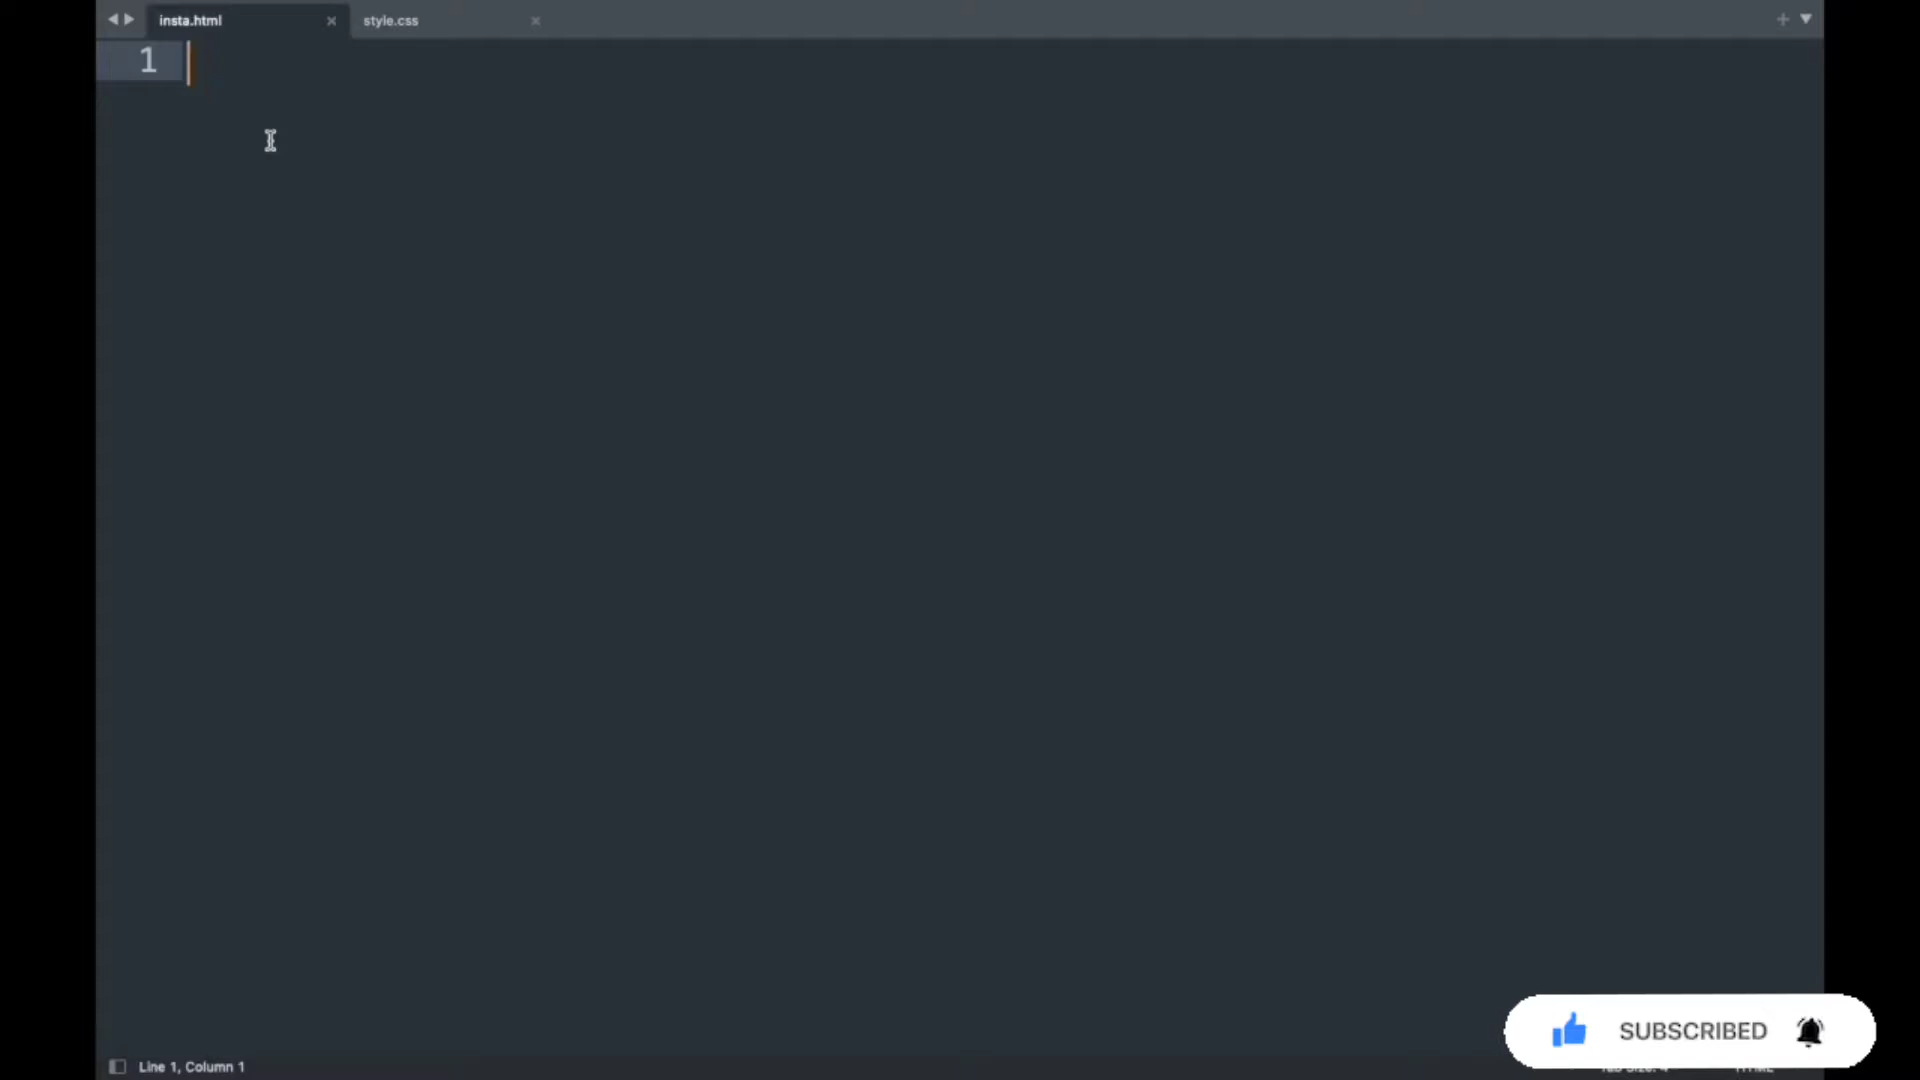 insta.html
style.css
1
SUBSCRIBED
Line 1, Column 1